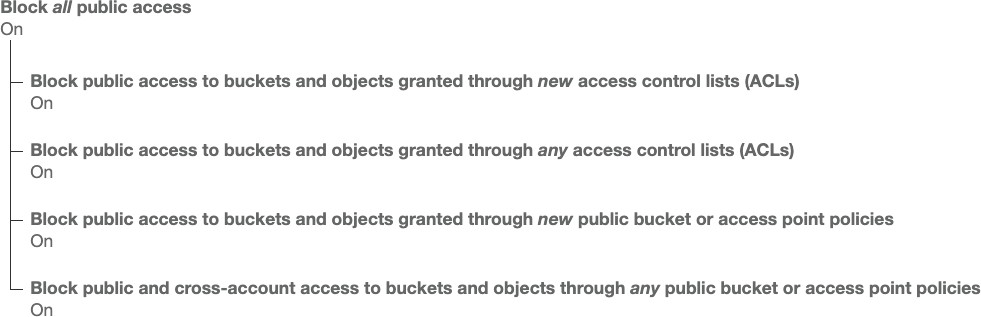 Block all public access
On
Block public access to buckets and objects granted through new access control lists (ACLs)
On
Block public access to buckets and objects granted through any access control lists (ACLs)
On
Block public access to buckets and objects granted through new public bucket or access point policies
On
Block public and cross-account access to buckets and objects through any public bucket or access point policies
On